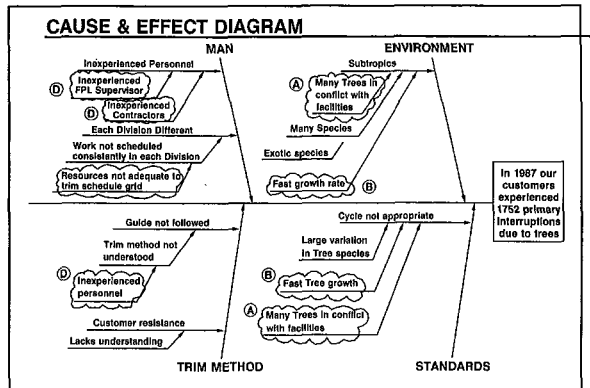 CAUSE & EFFECT DIAGRAM
MAN
ENVIRONMENT
Inexperienced Personnel
D
Inexperienced
FPL Supervisor
D
Inexperienced
Contractors
Each Division Different
Work not scheduled
consistently in each Division
Resources not adequate to
trim schedule grid
Subtropics
A
Many Trees in
conflict with
facilities
Many Species
Exotic species
Fast growth rate
B
In 1987 our
customers
experienced
1752 primary
Interruptions
due to trees
Guide not followed
Trim method not
understood
D
Inexperienced
personnel
Customer resistance
Lacks understanding
TRIM METHOD
Cycle not appropriate
Large variation
in Tree species
B
Fast Tree growth
A
Many Trees In conflict
with facilities
STANDARDS